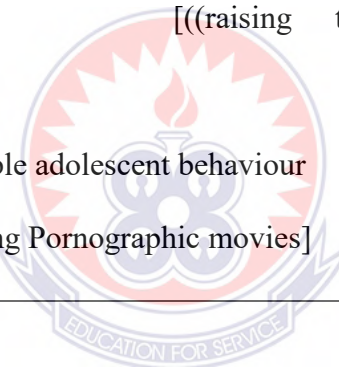 [((raising
ble adolescent behaviour
ng Pornographic movies]
EDUCATION FOR SERVICE